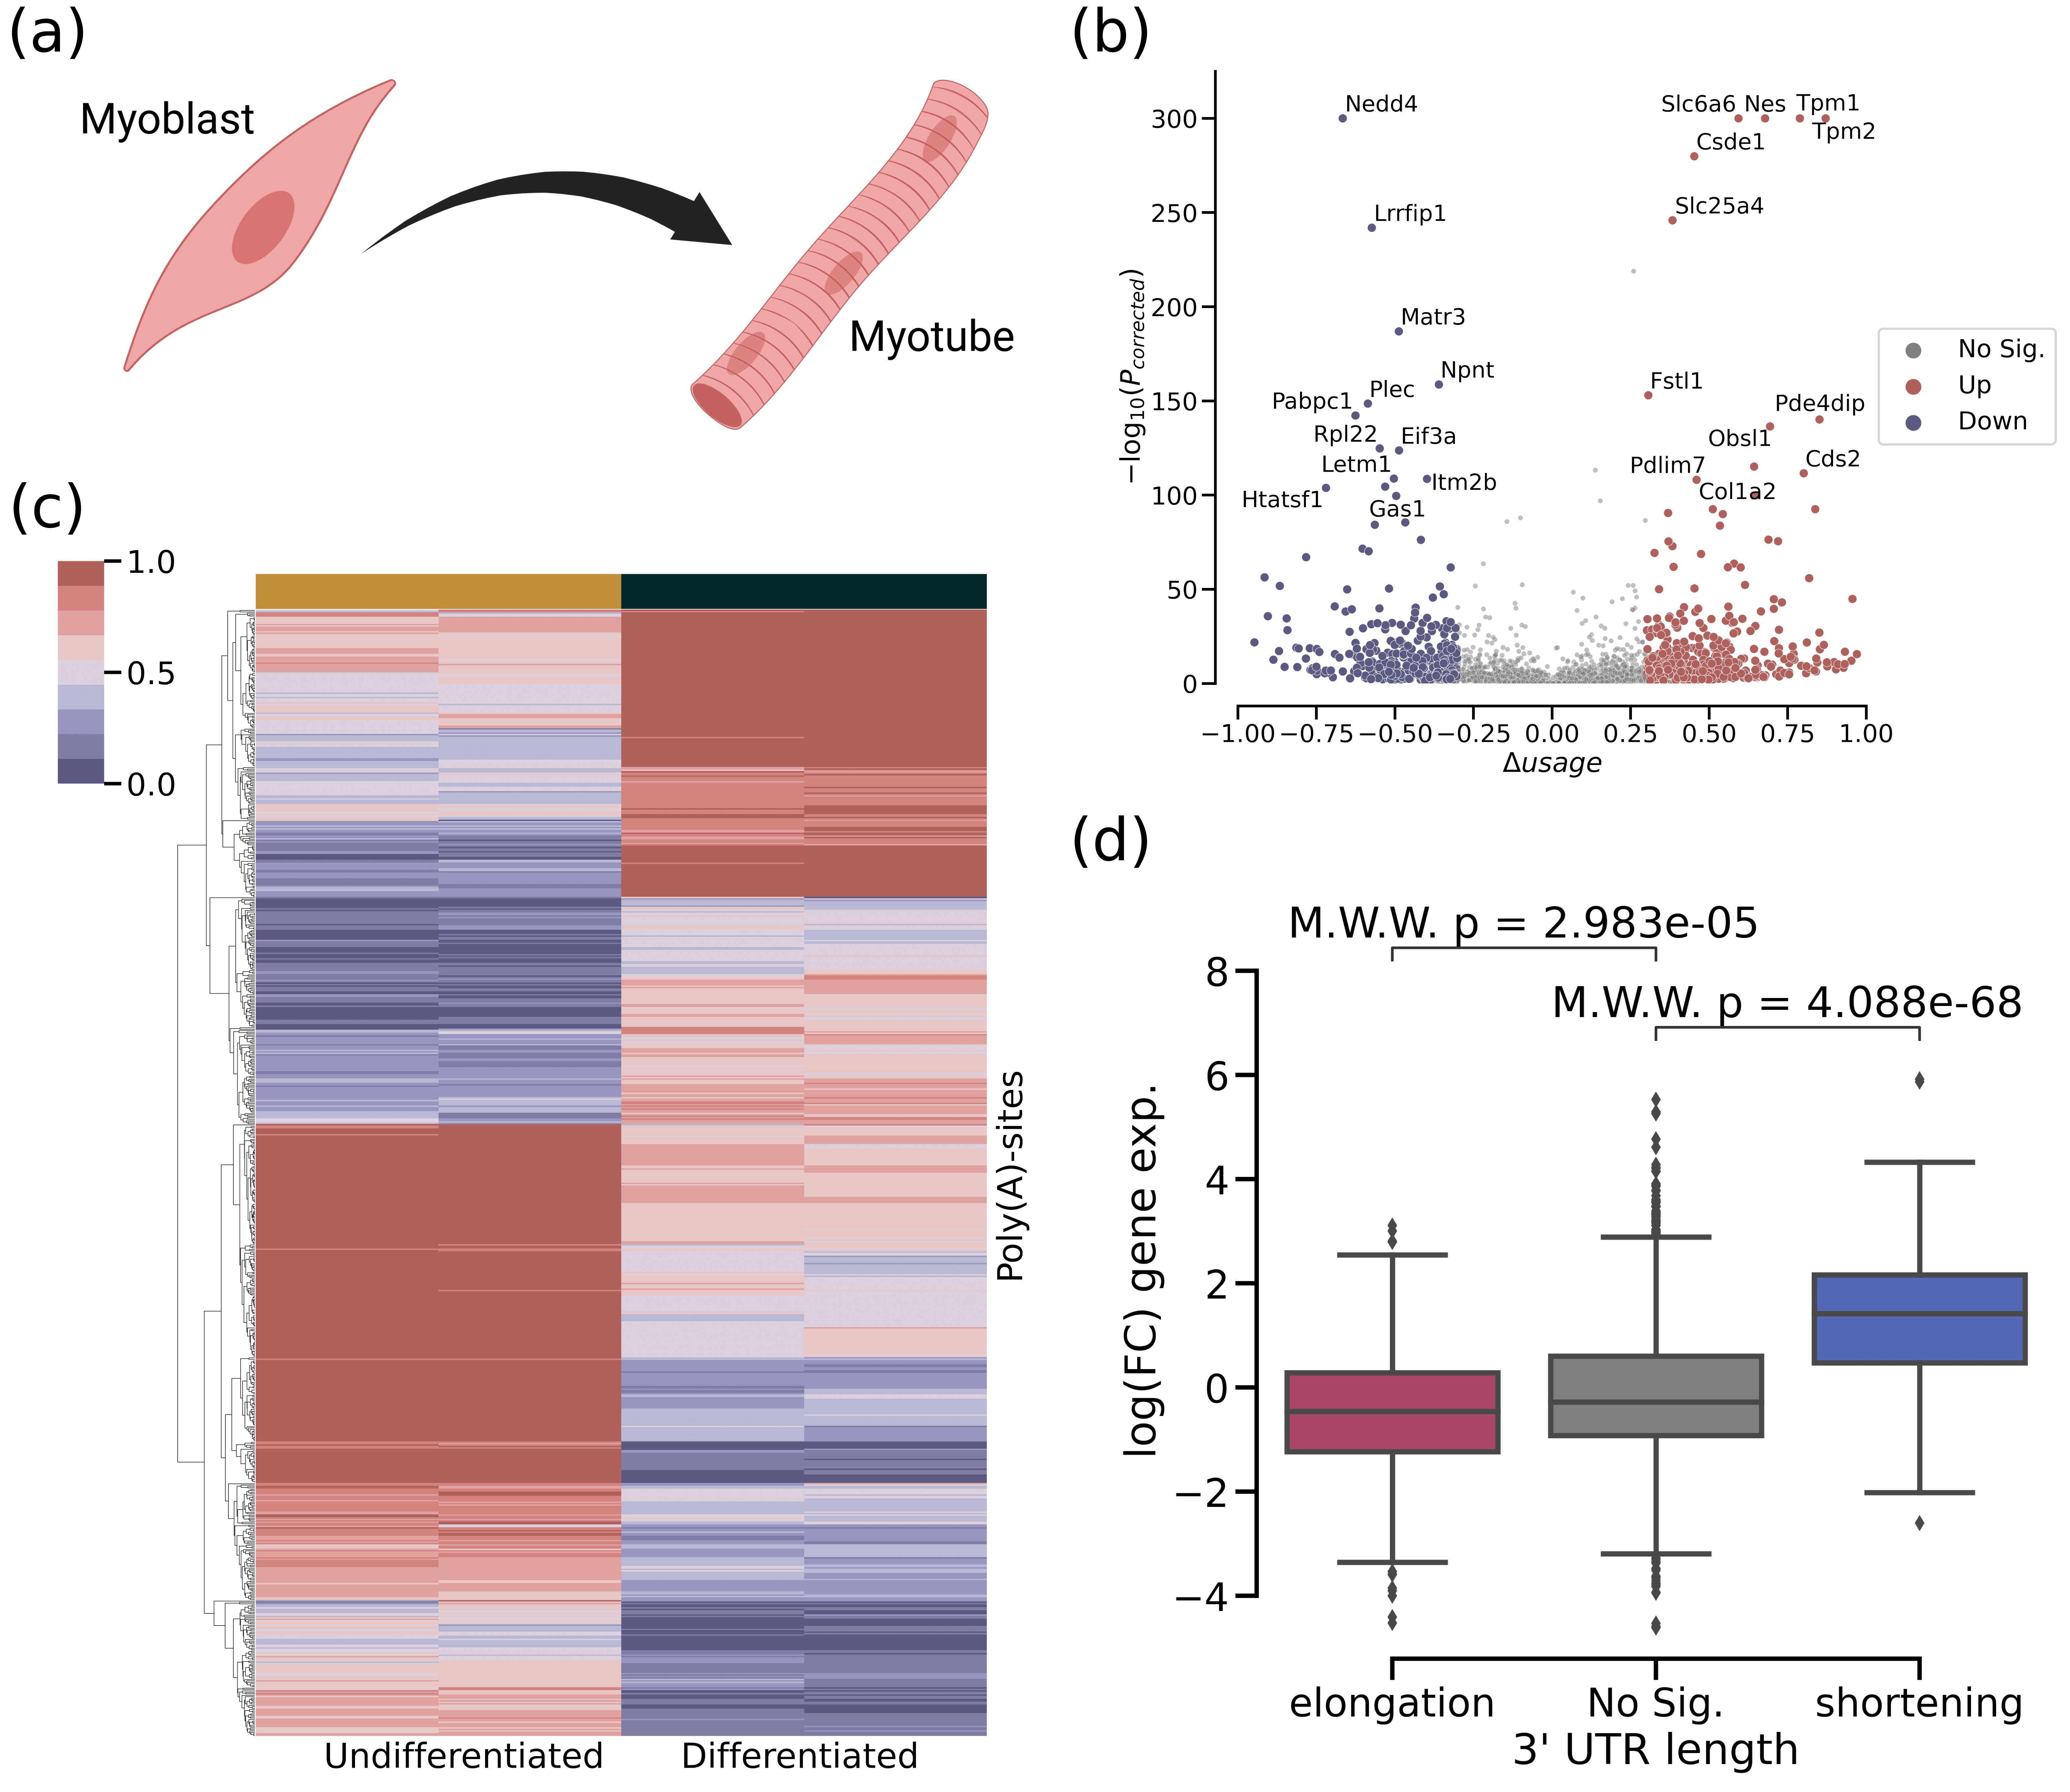 (a)
Myoblast
Myotube
(b)
−log10(Pcorrected)
300
250
200
150
100
50
0
Nedd4
Slc6a6 Nes Tpm1
Tpm2
Csde1
Lrrfip1
Slc25a4
Matr3
Npnt
Plec
Fstl1
Pabpc1
Pde4dip
Rpl22
Eif3a
Obsl1
Letm1
Pdlim7
Cds2
Itm2b
Htatsf1
Col1a2
Gas1
No Sig.
Up
Down
−1.00 −0.75 −0.50 −0.25 0.00 0.25 0.50 0.75 1.00
Δusage
(c)
1.0
0.5
0.0
Poly(A)-sites
Undifferentiated Differentiated
(d)
M.W.W. p = 2.983e-05
M.W.W. p = 4.088e-68
log(FC) gene exp.
8
6
4
2
0
−2
−4
elongation No Sig. shortening
3' UTR length